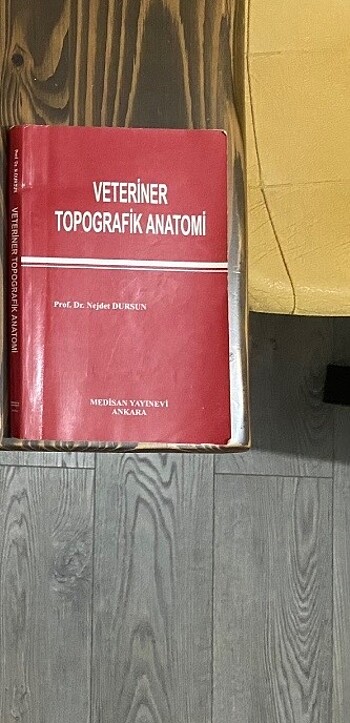 VETERİNER
TOPOGRAFİK ANATOMİ
Prof. Dr. Nejdet DURSUN
MEDİSAN YAYINEVİ
ANKARA
VETERİNER TOPOGRAFİK ANATOMİ